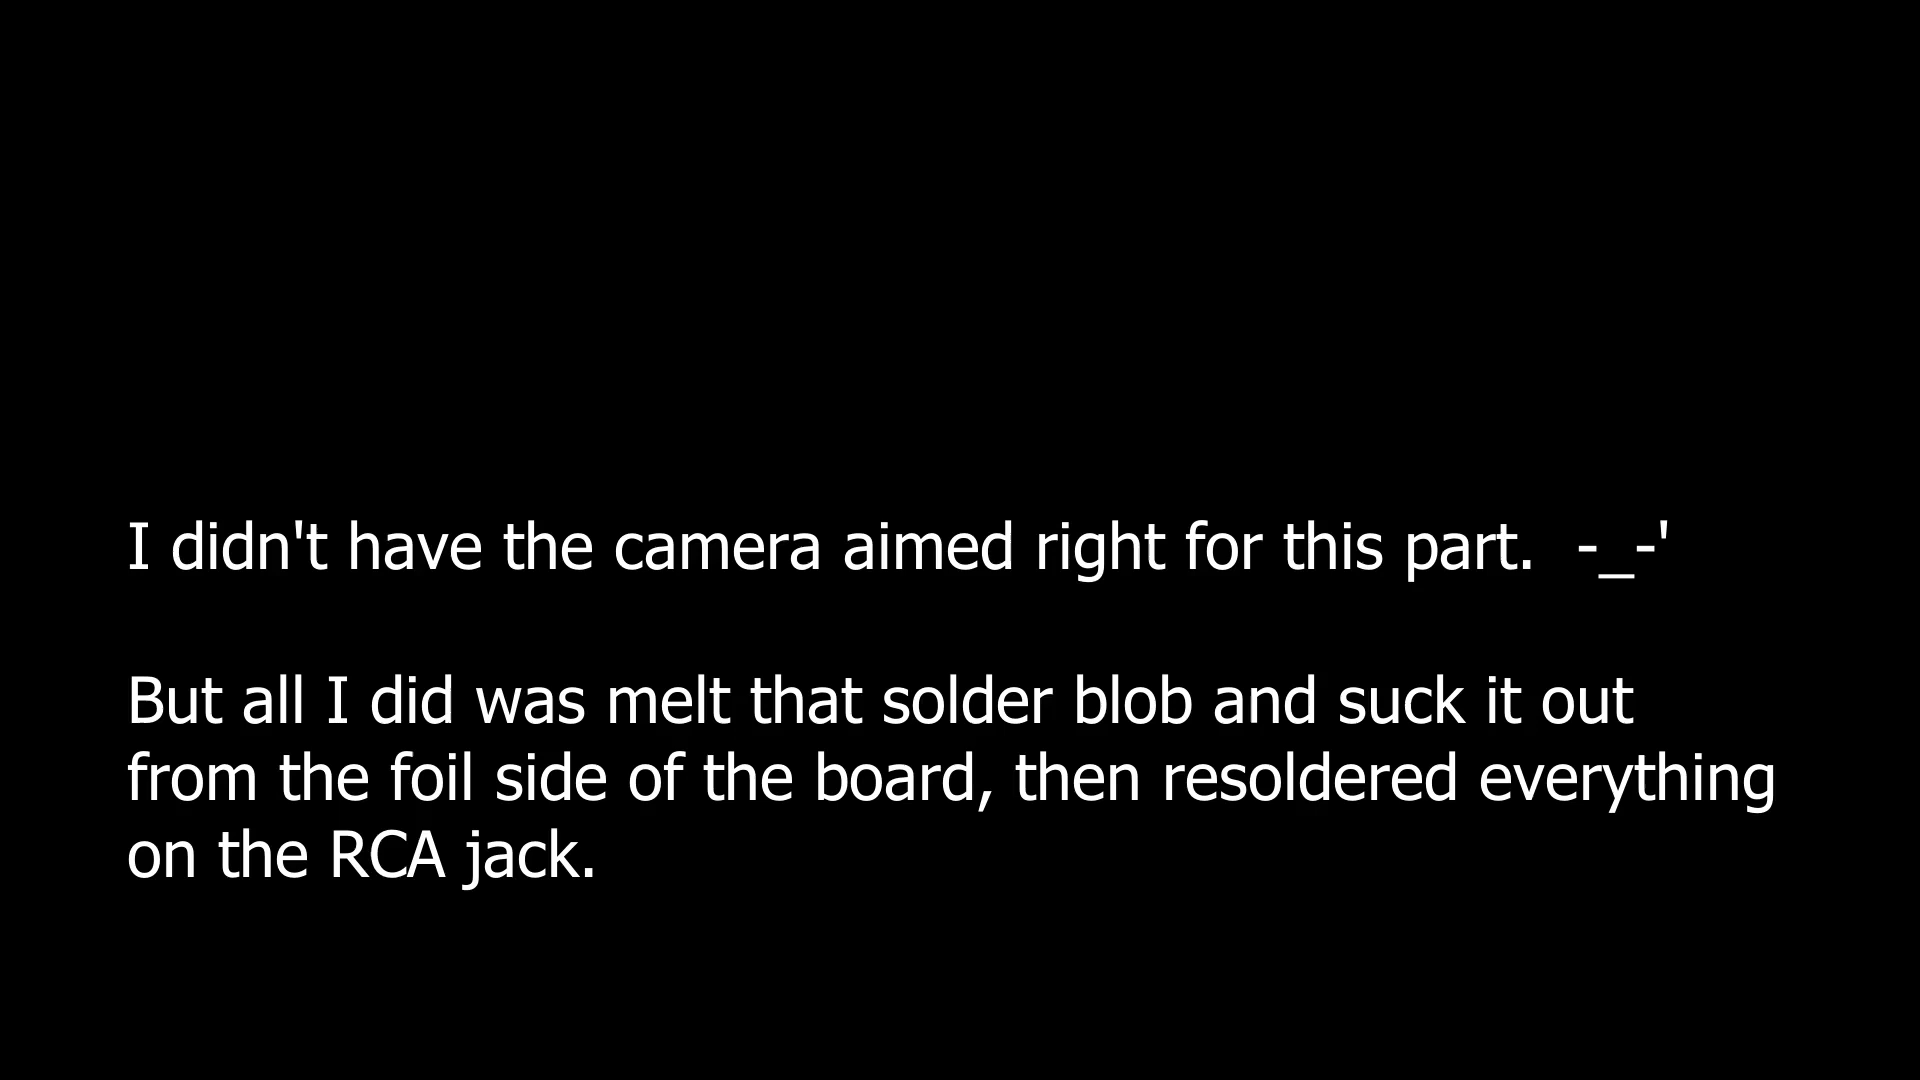 I didn't have the camera aimed right for this part.  -_-'
But all I did was melt that solder blob and suck it out
from the foil side of the board, then resoldered everything
on the RCA jack.